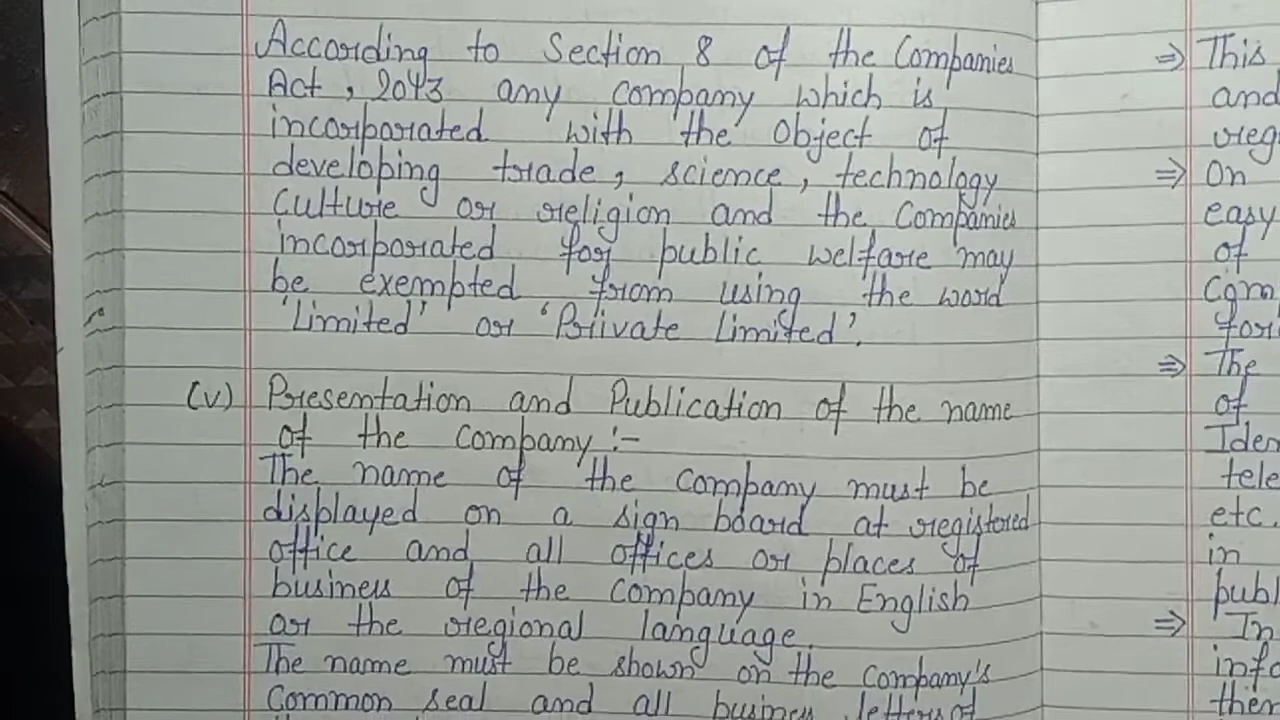 According to Section 8 of the Companies
Act, 2043 any company which is
incorporated with the Object of
developing trade, science, technology
Culture or religion and the Companies
incorporated for public welfare may
be exempted from using the word
'Limited' or 'Private Limited'.
(v) Presentation and Publication of the name
of the company :-
The name of the company must be
displayed on a sign board at registered
office and all offices or places of
business of the company in English
or the regional language.
The name must be shown on the company's
Common seal and all business letters of
⇒ This
and
reg
⇒ On
easy
of
Com
for
⇒ The
of
Iden
tele
etc.
in
publ
⇒ In
info
ther